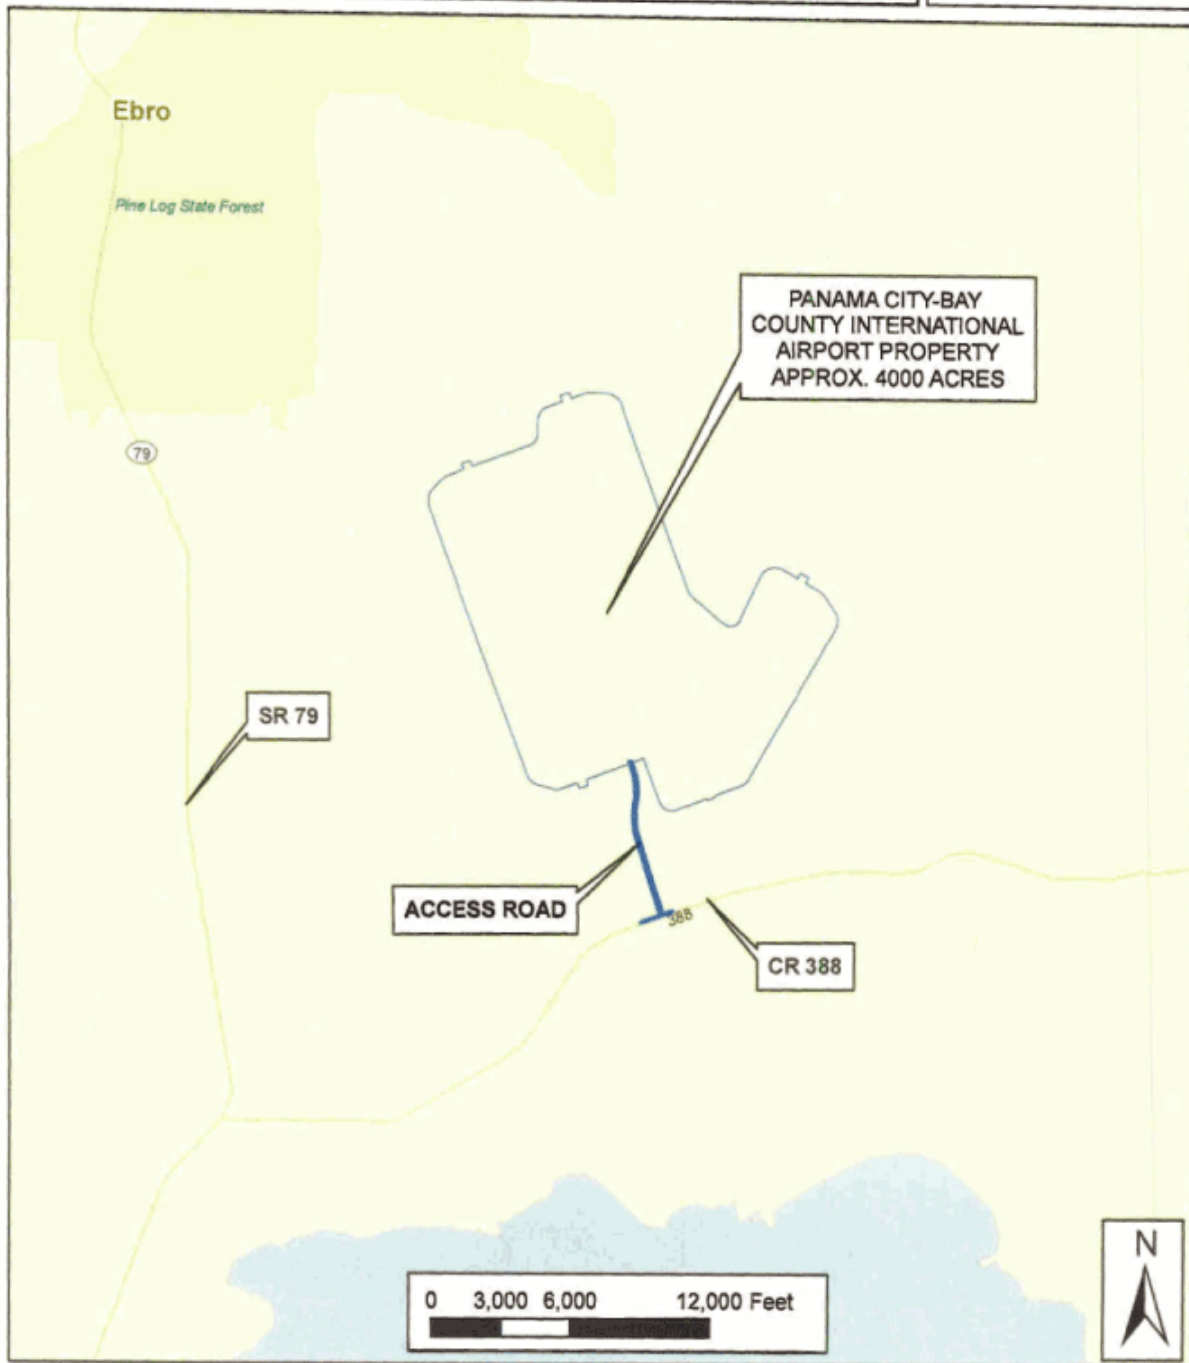 Ebro
Pine Log State Forest
PANAMA CITY-BAY
COUNTY INTERNATIONAL
AIRPORT PROPERTY
APPROX. 4000 ACRES
79
SR 79
ACCESS ROAD
388
CR 388
N
0 3,000 6,000 12,000 Feet